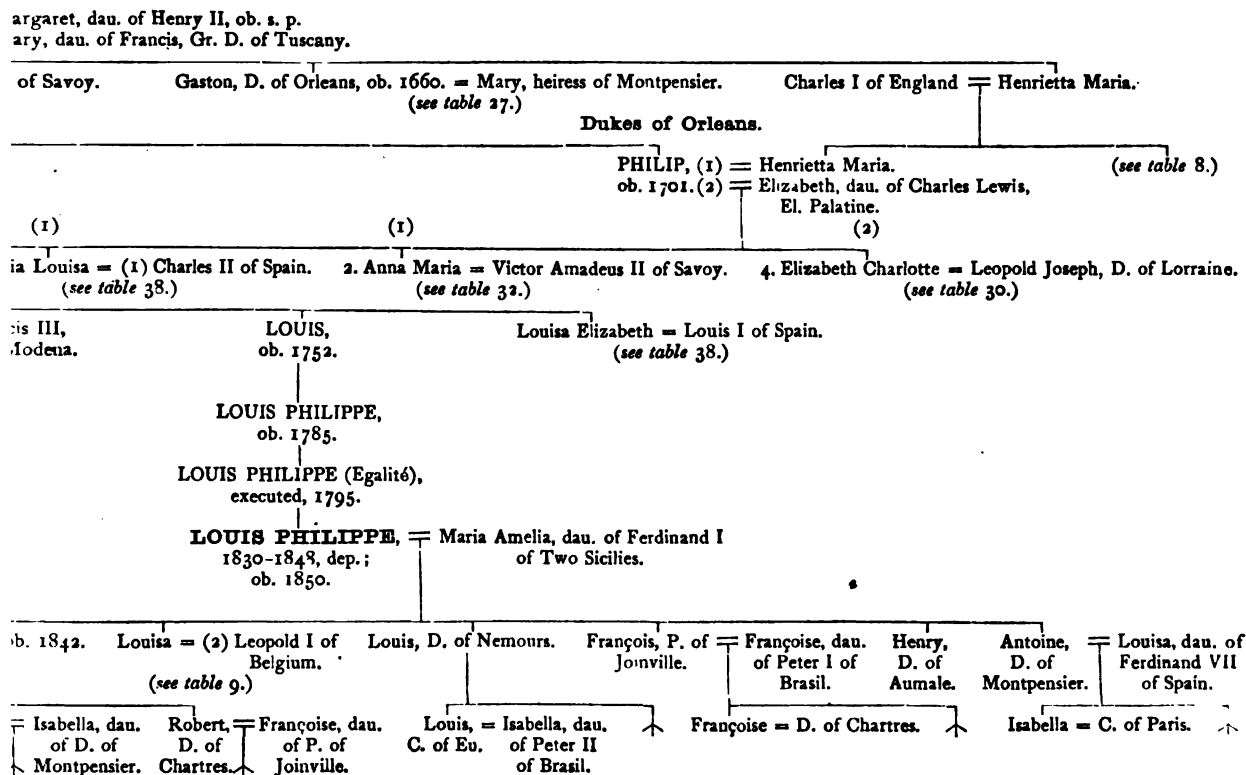 argaret, dau. of Henry II, ob. s. p.
ary, dau. of Francis, Gr. D. of Tuscany.
of Savoy. Gaston, D. of Orleans, ob. 1660. = Mary, heiress of Montpensier. Charles I of England = Henrietta Maria.
(see table 27.)
Dukes of Orleans.
PHILIP, (1) = Henrietta Maria. (see table 8.)
ob. 1701. (2) = Elizabeth, dau. of Charles Lewis,
El. Palatine.
(1) (1) (2)
ia Louisa = (1) Charles II of Spain. 2. Anna Maria = Victor Amadeus II of Savoy. 4. Elizabeth Charlotte = Leopold Joseph, D. of Lorraine.
(see table 38.) (see table 32.) (see table 30.)
cis III, LOUIS, Louisa Elizabeth = Louis I of Spain.
Modena. ob. 1752. (see table 38.)
LOUIS PHILIPPE,
ob. 1785.
LOUIS PHILIPPE (Egalité),
executed, 1795.
LOUIS PHILIPPE, = Maria Amelia, dau. of Ferdinand I
1830-1848, dep.; of Two Sicilies.
ob. 1850.
ob. 1842. Louisa = (2) Leopold I of Louis, D. of Nemours. François, P. of = Françoise, dau. Henry, Antoine, = Louisa, dau. of
Belgium. Joinville. of Peter I of D. of D. of Ferdinand VII
(see table 9.) Brasil. Aumale. Montpensier. of Spain.
= Isabella, dau. Robert, = Françoise, dau. Louis, = Isabella, dau. Françoise = D. of Chartres. Isabella = C. of Paris.
of D. of D. of of P. of C. of Eu. of Peter II
Montpensier. Chartres. Joinville. of Brasil.